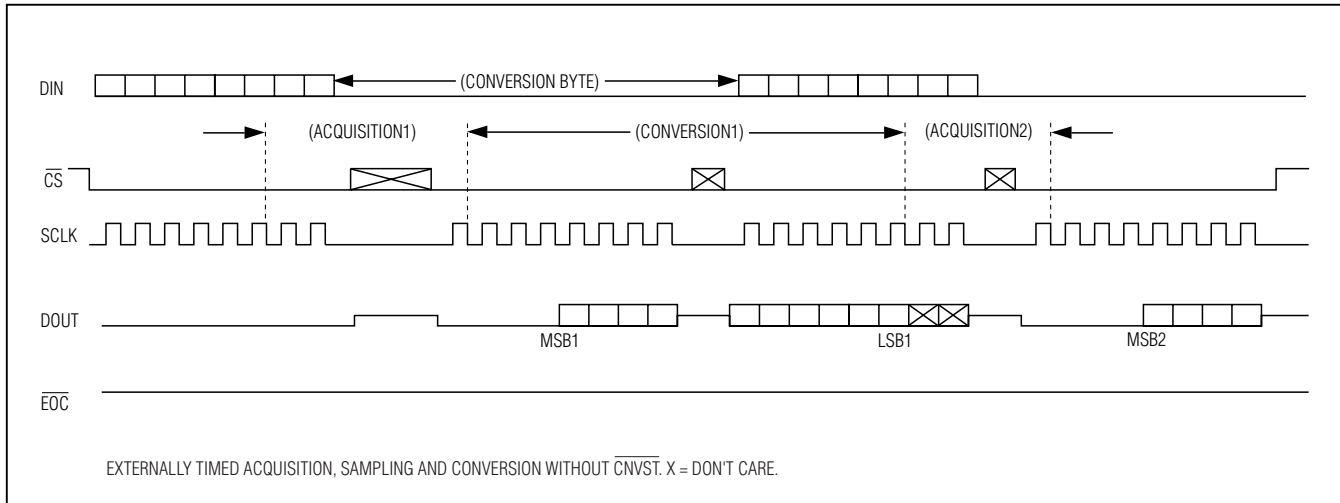 DIN
(CONVERSION BYTE)
(ACQUISITION1)
(CONVERSION1)
(ACQUISITION2)
CS
SCLK
DOUT
MSB1
LSB1
MSB2
EOC
EXTERNALLY TIMED ACQUISITION, SAMPLING AND CONVERSION WITHOUT CNVST. X = DON'T CARE.